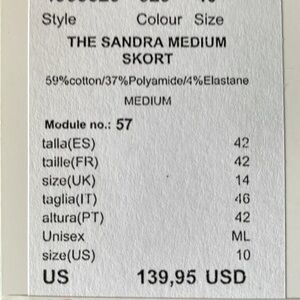 Style Colour Size
THE SANDRA MEDIUM
SKORT
59%cotton/37%Polyamide/4%Elastane
MEDIUM
Module no.: 57
talla(ES) 42
taille(FR) 42
size(UK) 14
taglia(IT) 46
altura(PT) 42
Unisex ML
size(US) 10
US 139,95 USD